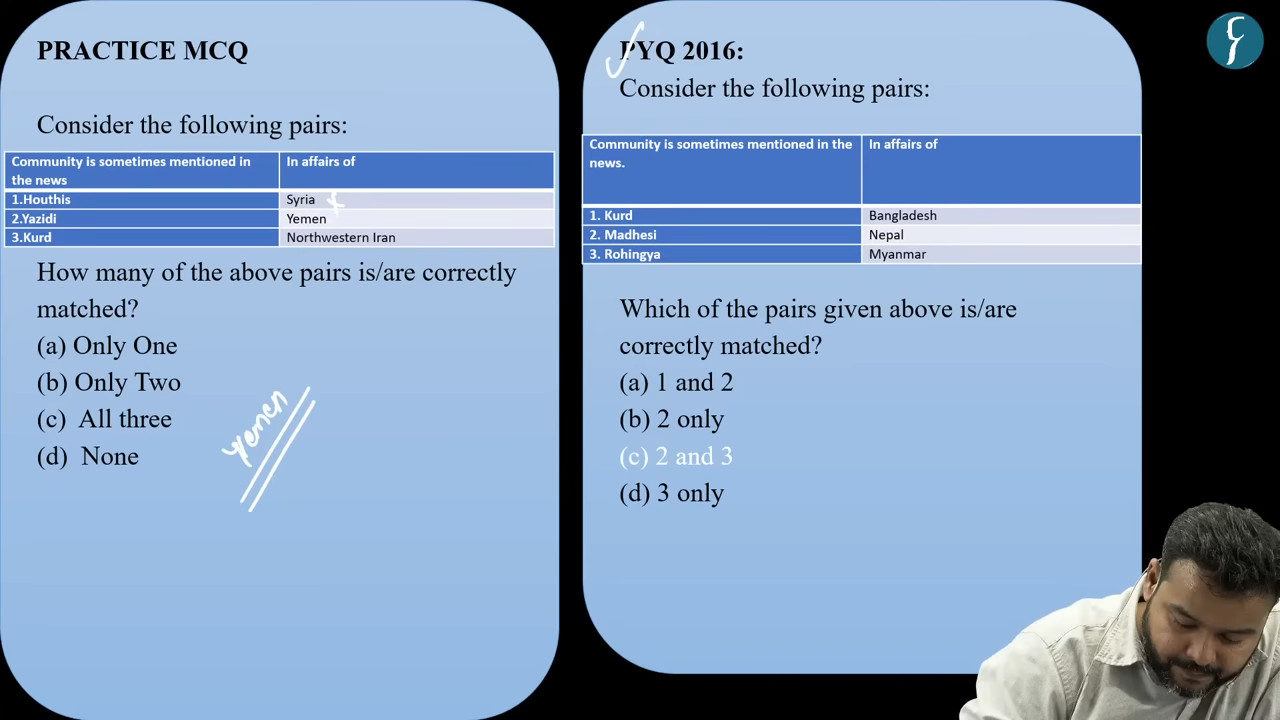 PRACTICE MCQ
Consider the following pairs:
Community is sometimes mentioned in the news | In affairs of
1.Houthis | Syria x
2.Yazidi | Yemen
3.Kurd | Northwestern Iran
How many of the above pairs is/are correctly
matched?
(a) Only One
(b) Only Two
(c) All three
(d) None
Yemen
PYQ 2016:
Consider the following pairs:
Community is sometimes mentioned in the news. | In affairs of
1. Kurd | Bangladesh
2. Madhesi | Nepal
3. Rohingya | Myanmar
Which of the pairs given above is/are
correctly matched?
(a) 1 and 2
(b) 2 only
(c) 2 and 3
(d) 3 only